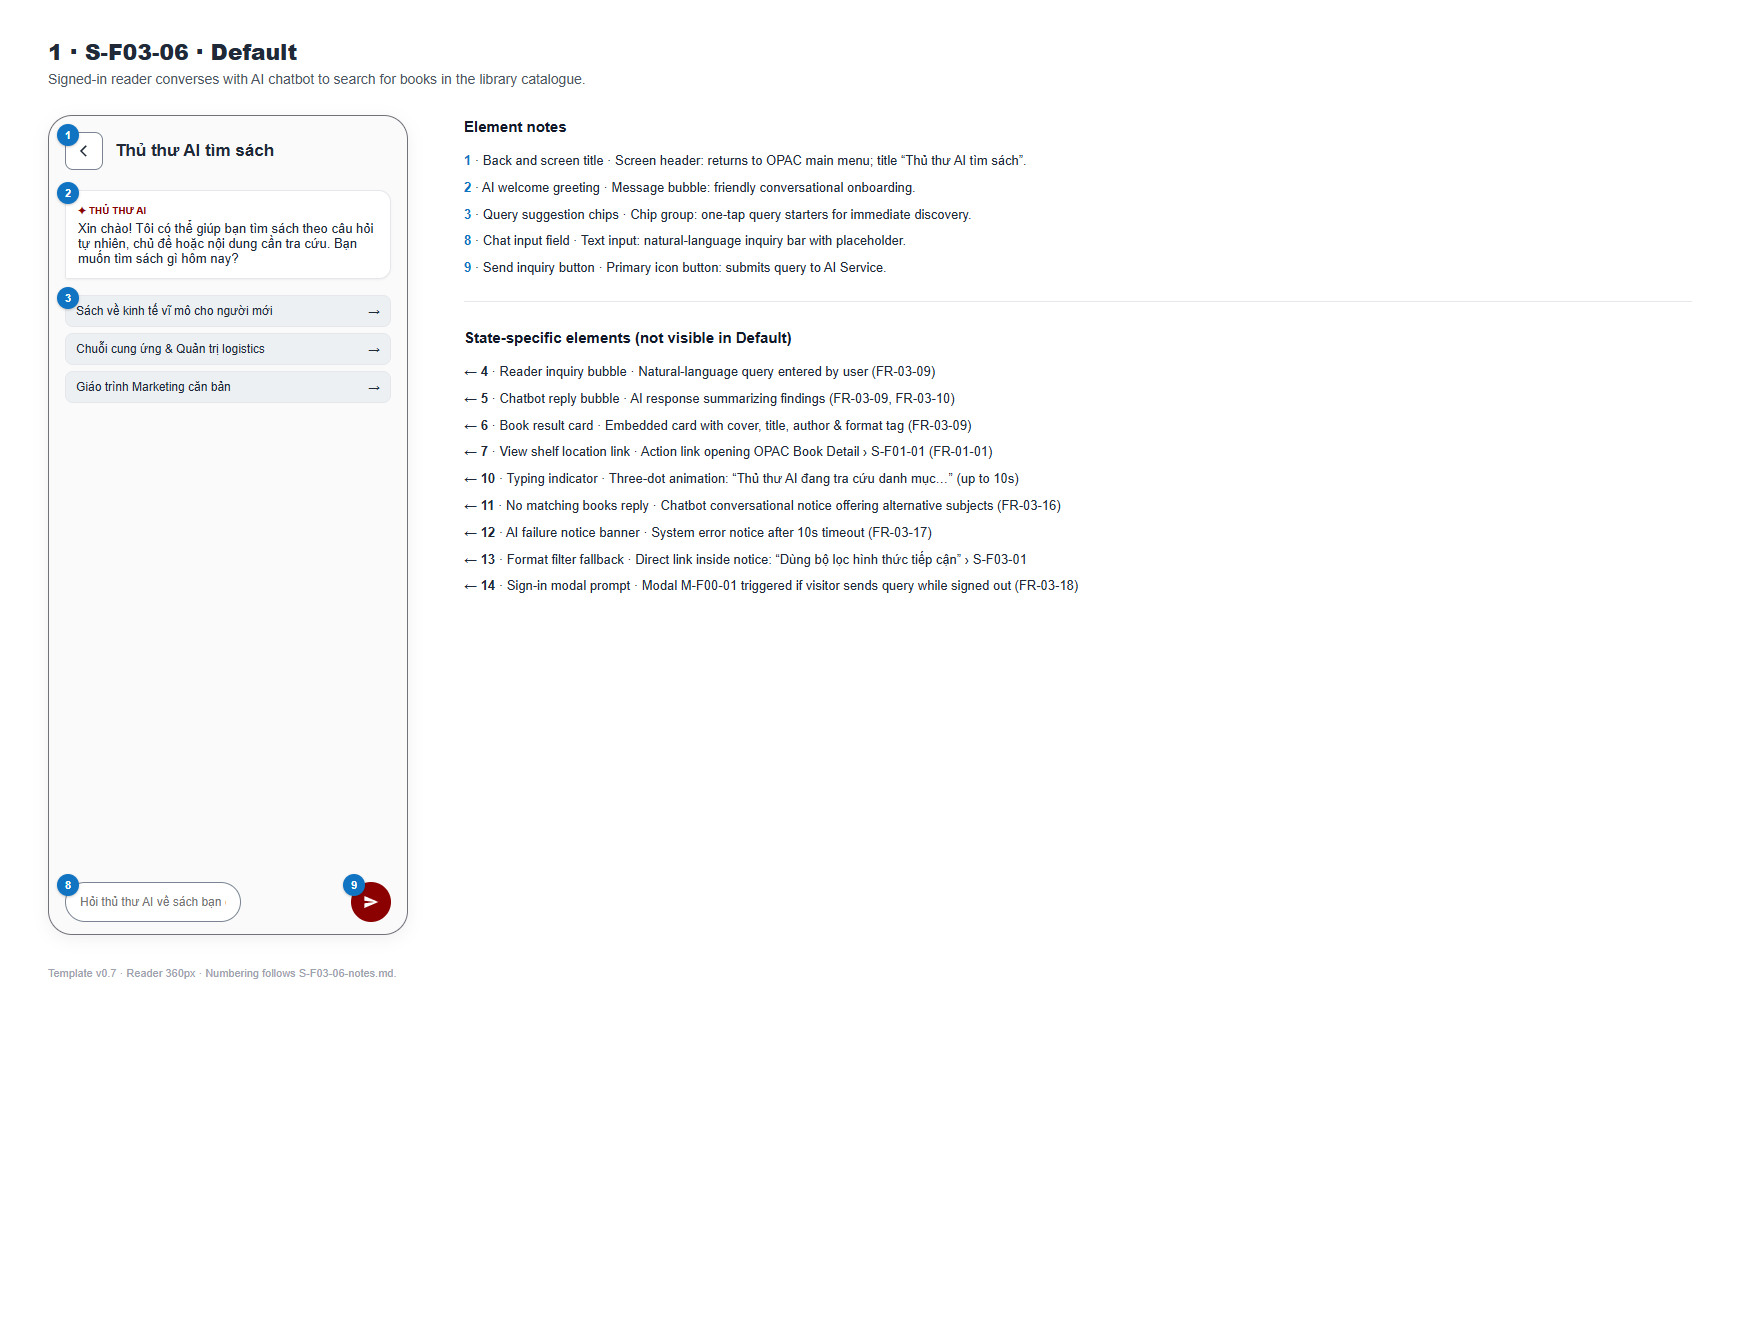 1 · S-F03-06 · Default
Signed-in reader converses with AI chatbot to search for books in the library catalogue.
1
Thủ thư AI tìm sách
2
✦ THỦ THƯ AI
Xin chào! Tôi có thể giúp bạn tìm sách theo câu hỏi
tự nhiên, chủ đề hoặc nội dung cần tra cứu. Bạn
muốn tìm sách gì hôm nay?
3
Sách về kinh tế vĩ mô cho người mới →
Chuỗi cung ứng & Quản trị logistics →
Giáo trình Marketing căn bản →
8
Hỏi thủ thư AI về sách bạn
9
Element notes
1 · Back and screen title · Screen header: returns to OPAC main menu; title “Thủ thư AI tìm sách”.
2 · AI welcome greeting · Message bubble: friendly conversational onboarding.
3 · Query suggestion chips · Chip group: one-tap query starters for immediate discovery.
8 · Chat input field · Text input: natural-language inquiry bar with placeholder.
9 · Send inquiry button · Primary icon button: submits query to AI Service.
State-specific elements (not visible in Default)
← 4 · Reader inquiry bubble · Natural-language query entered by user (FR-03-09)
← 5 · Chatbot reply bubble · AI response summarizing findings (FR-03-09, FR-03-10)
← 6 · Book result card · Embedded card with cover, title, author & format tag (FR-03-09)
← 7 · View shelf location link · Action link opening OPAC Book Detail › S-F01-01 (FR-01-01)
← 10 · Typing indicator · Three-dot animation: “Thủ thư AI đang tra cứu danh mục…” (up to 10s)
← 11 · No matching books reply · Chatbot conversational notice offering alternative subjects (FR-03-16)
← 12 · AI failure notice banner · System error notice after 10s timeout (FR-03-17)
← 13 · Format filter fallback · Direct link inside notice: “Dùng bộ lọc hình thức tiếp cận” › S-F03-01
← 14 · Sign-in modal prompt · Modal M-F00-01 triggered if visitor sends query while signed out (FR-03-18)
Template v0.7 · Reader 360px · Numbering follows S-F03-06-notes.md.